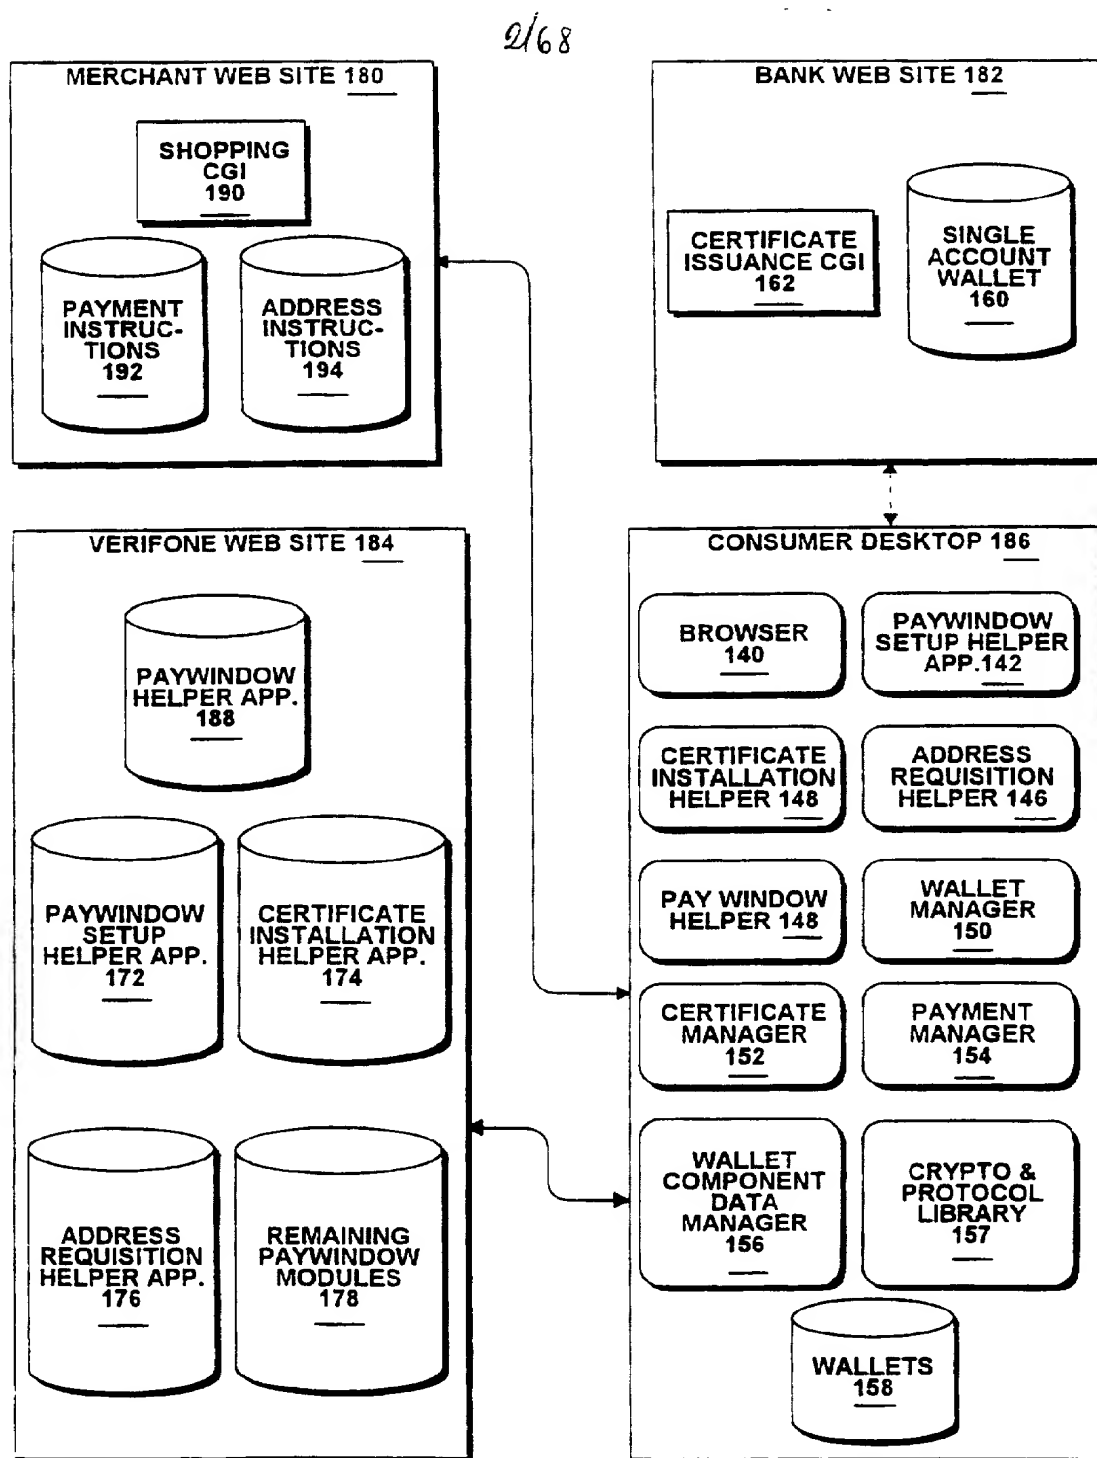 2/68
MERCHANT WEB SITE 180
SHOPPING
CGI
190
PAYMENT
INSTRUC-
TIONS
192
ADDRESS
INSTRUC-
TIONS
194
BANK WEB SITE 182
CERTIFICATE
ISSUANCE CGI
162
SINGLE
ACCOUNT
WALLET
160
VERIFONE WEB SITE 184
PAYWINDOW
HELPER APP.
188
PAYWINDOW
SETUP
HELPER APP.
172
CERTIFICATE
INSTALLATION
HELPER APP.
174
ADDRESS
REQUISITION
HELPER APP.
176
REMAINING
PAYWINDOW
MODULES
178
CONSUMER DESKTOP 186
BROWSER
140
PAYWINDOW
SETUP HELPER
APP.142
CERTIFICATE
INSTALLATION
HELPER 148
ADDRESS
REQUISITION
HELPER 146
PAY WINDOW
HELPER 148
WALLET
MANAGER
150
CERTIFICATE
MANAGER
152
PAYMENT
MANAGER
154
WALLET
COMPONENT
DATA
MANAGER
156
CRYPTO &
PROTOCOL
LIBRARY
157
WALLETS
158